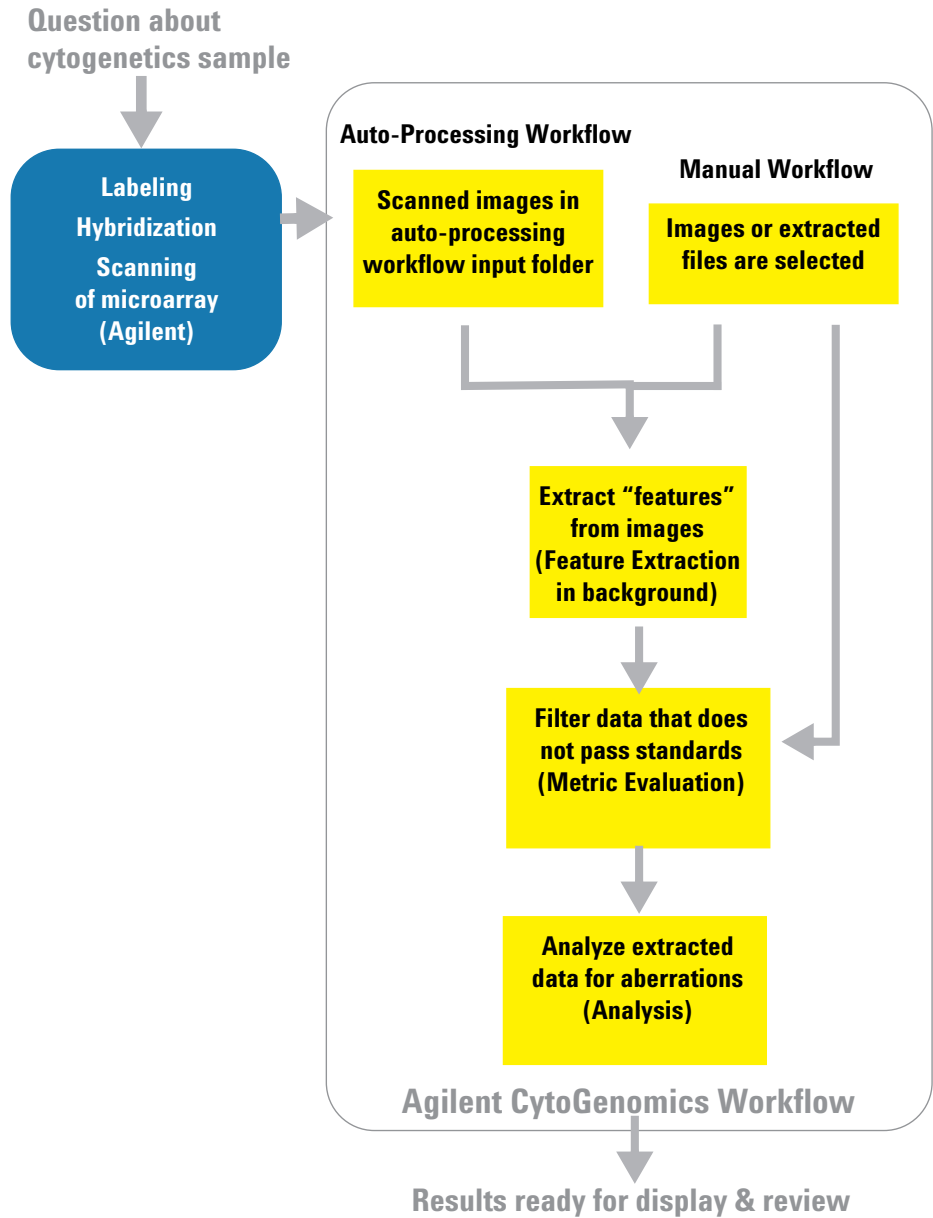 Question about
cytogenetics sample
Labeling
Hybridization
Scanning
of microarray
(Agilent)
Auto-Processing Workflow
Scanned images in
auto-processing
workflow input folder
Manual Workflow
Images or extracted
files are selected
Extract “features”
from images
(Feature Extraction
in background)
Filter data that does
not pass standards
(Metric Evaluation)
Analyze extracted
data for aberrations
(Analysis)
Agilent CytoGenomics Workflow
Results ready for display & review